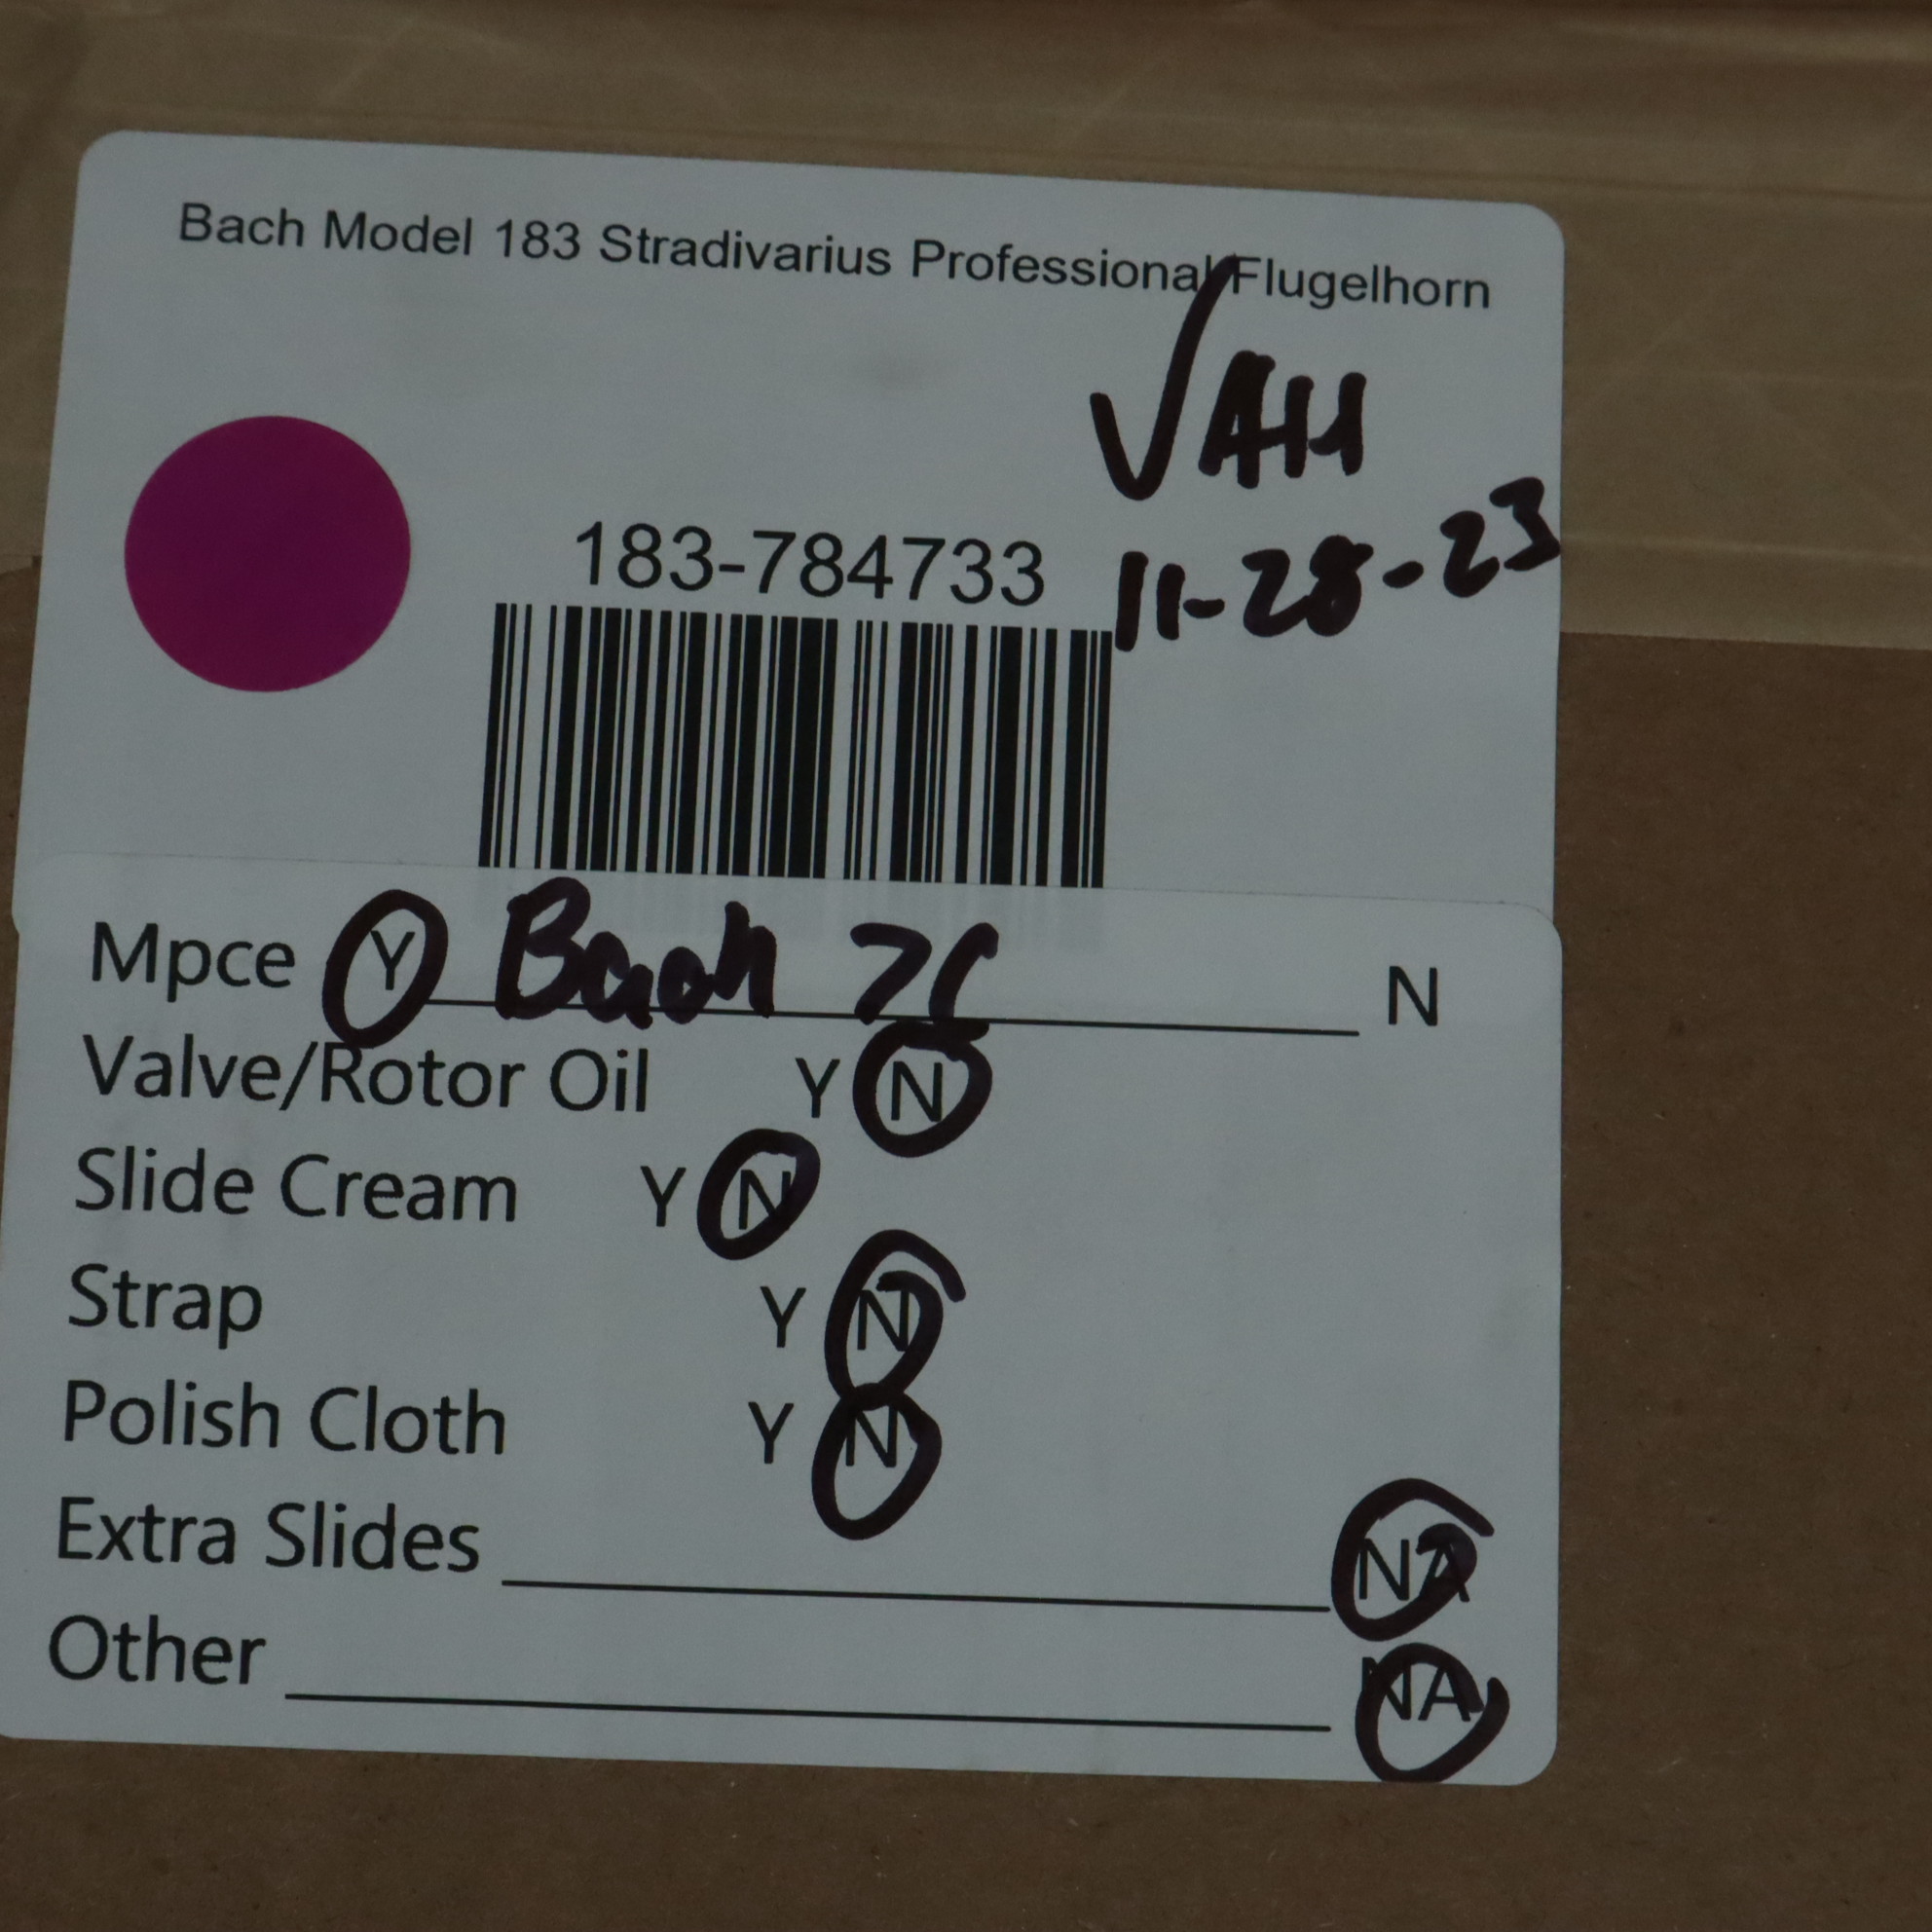 Bach Model 183 Stradivarius Professional Flugelhorn
√AH
183-784733 11-28-23
Mpce Y Bach 7C N
Valve/Rotor Oil Y N
Slide Cream Y N
Strap Y N
Polish Cloth Y N
Extra Slides NA
Other NA